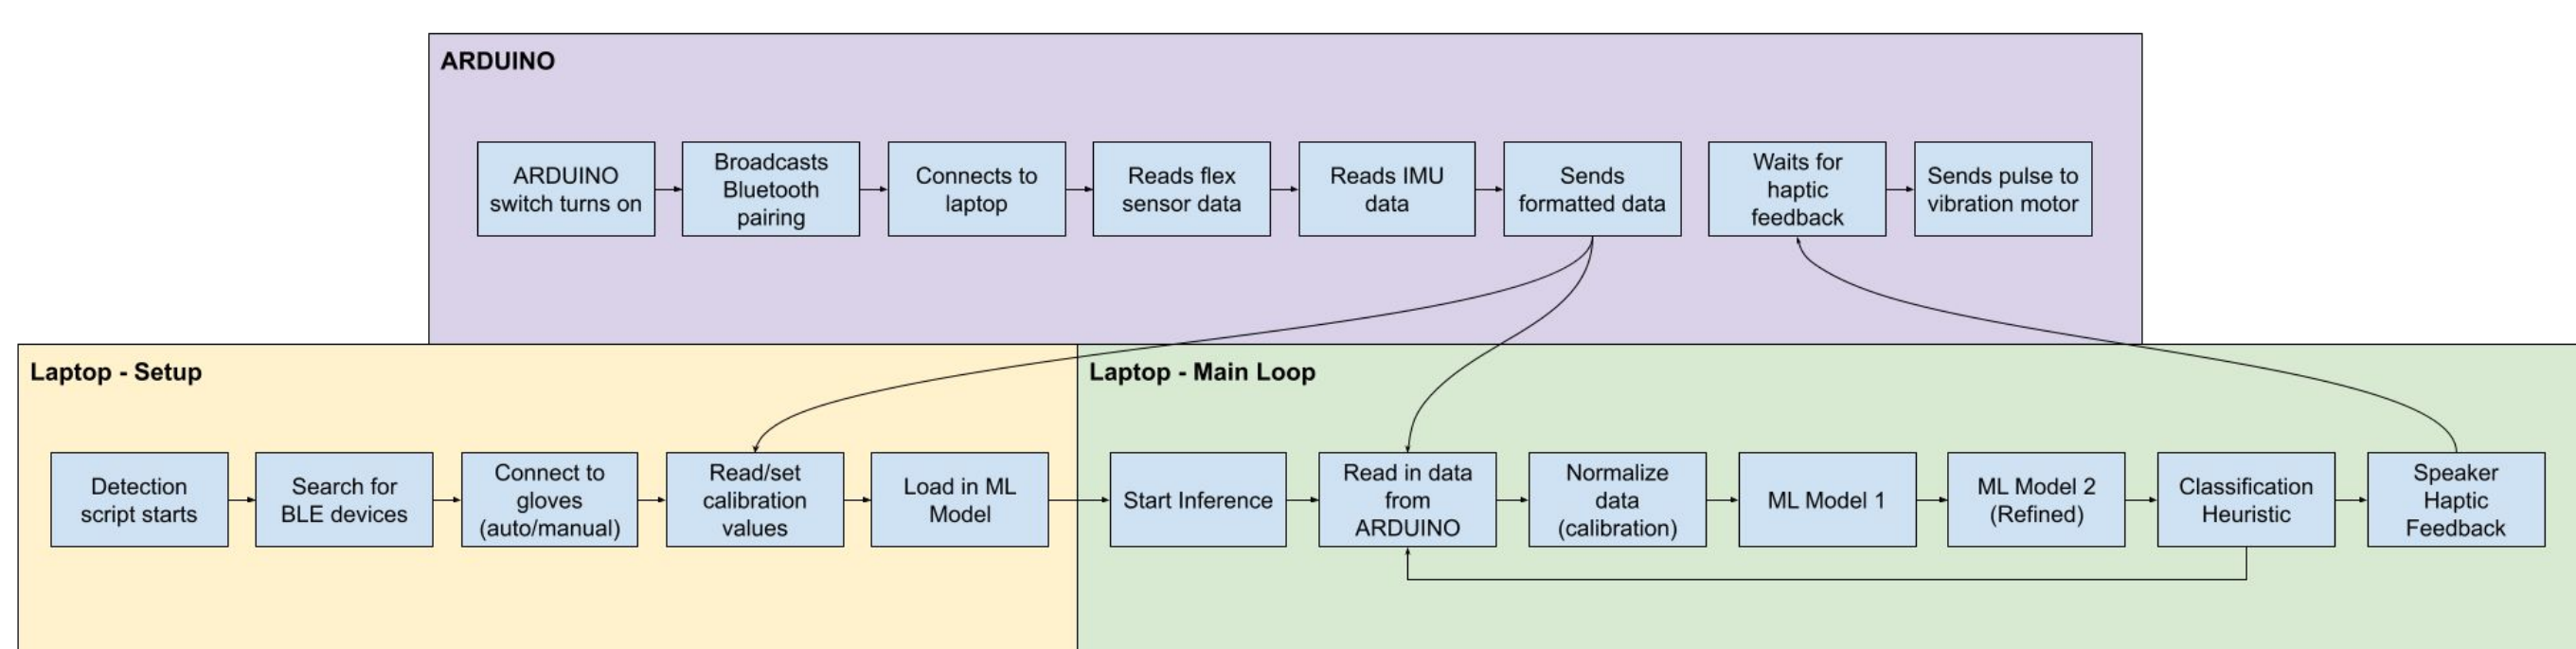 ARDUINO
ARDUINO
switch turns on
Broadcasts
Bluetooth
pairing
Connects to
laptop
Reads flex
sensor data
Reads IMU
data
Sends
formatted data
Waits for
haptic
feedback
Sends pulse to
vibration motor
Laptop - Setup
Detection
script starts
Search for
BLE devices
Connect to
gloves
(auto/manual)
Read/set
calibration
values
Load in ML
Model
Laptop - Main Loop
Start Inference
Read in data
from
ARDUINO
Normalize
data
(calibration)
ML Model 1
ML Model 2
(Refined)
Classification
Heuristic
Speaker
Haptic
Feedback